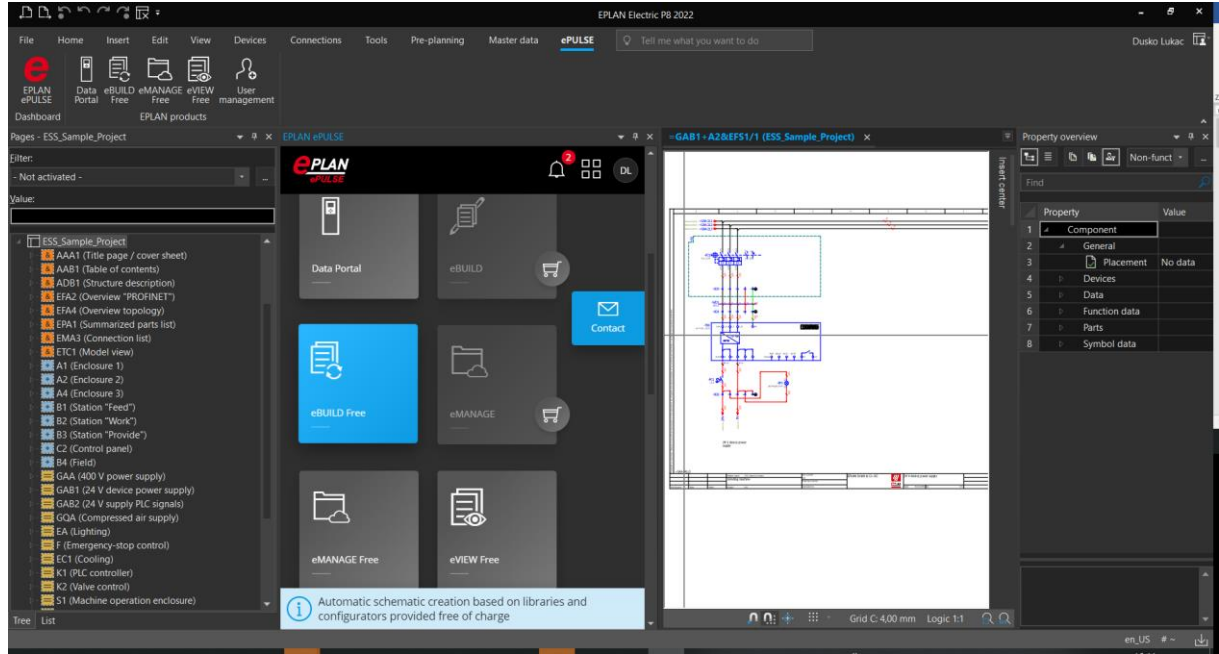 EPLAN Electric P8 2022
File Home Insert Edit View Devices Connections Tools Pre-planning Master data ePULSE Tell me what you want to do Dusko Lukac
EPLAN ePULSE
Data Portal
eBUILD Free
eMANAGE Free
eVIEW Free
User management
Dashboard EPLAN products
Pages - ESS_Sample_Project
Filter:
- Not activated -
Value:
ESS_Sample_Project
AAA1 (Title page / cover sheet)
AAB1 (Table of contents)
ADB1 (Structure description)
EFA2 (Overview "PROFINET")
EFA4 (Overview topology)
EPA1 (Summarized parts list)
EMA3 (Connection list)
ETC1 (Model view)
A1 (Enclosure 1)
A2 (Enclosure 2)
A4 (Enclosure 3)
B1 (Station "Feed")
B2 (Station "Work")
B3 (Station "Provide")
C2 (Control panel)
B4 (Field)
GAA (400 V power supply)
GAB1 (24 V device power supply)
GAB2 (24 V supply PLC signals)
GQA (Compressed air supply)
EA (Lighting)
F (Emergency-stop control)
EC1 (Cooling)
K1 (PLC controller)
K2 (Valve control)
S1 (Machine operation enclosure)
Tree List
EPLAN ePULSE
ePLAN
ePULSE
2
DL
Data Portal
eBUILD
Contact
eBUILD Free
eMANAGE
eMANAGE Free
eVIEW Free
Automatic schematic creation based on libraries and
configurators provided free of charge
=GAB1+A2&EFS1/1 (ESS_Sample_Project)
Insert center
Grid C: 4,00 mm Logic 1:1
Property overview
Non-funct
Find
Property Value
1 Component
2 General
3 Placement No data
4 Devices
5 Data
6 Function data
7 Parts
8 Symbol data
en_US # ~